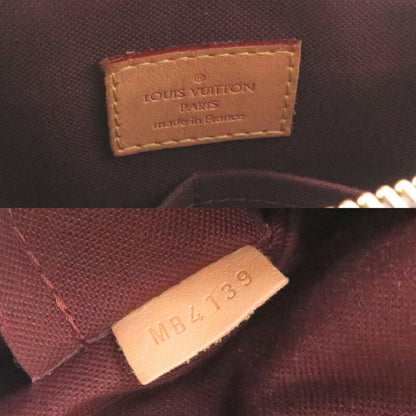 ®
LOUIS VUITTON
PARIS
made in France
MB4139